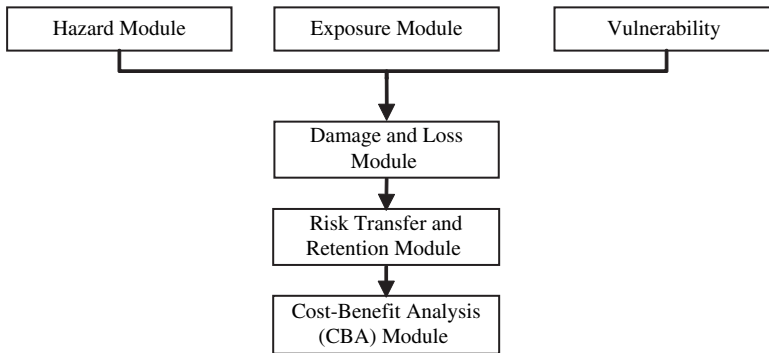 Hazard Module
Exposure Module
Vulnerability
Damage and Loss
Module
Risk Transfer and
Retention Module
Cost-Benefit Analysis
(CBA) Module